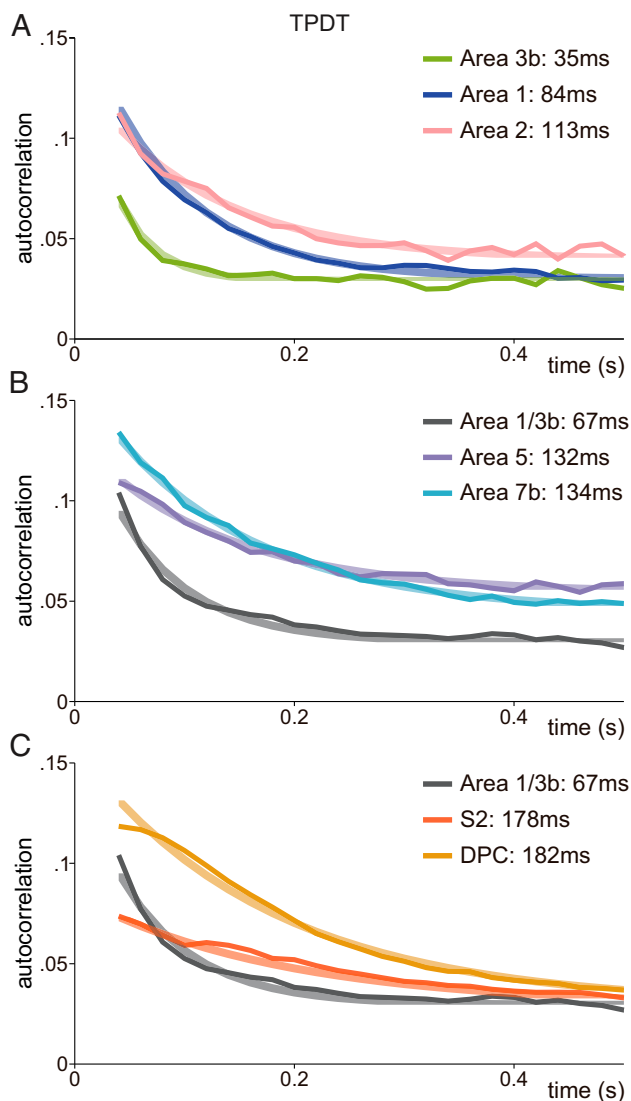 A
TPDT
.15
.1
.05
0
0
0.2
0.4
autocorrelation
time (s)
Area 3b: 35ms
Area 1: 84ms
Area 2: 113ms
B
.15
.1
.05
0
0
0.2
0.4
autocorrelation
time (s)
Area 1/3b: 67ms
Area 5: 132ms
Area 7b: 134ms
C
.15
.1
.05
0
0
0.2
0.4
autocorrelation
time (s)
Area 1/3b: 67ms
S2: 178ms
DPC: 182ms